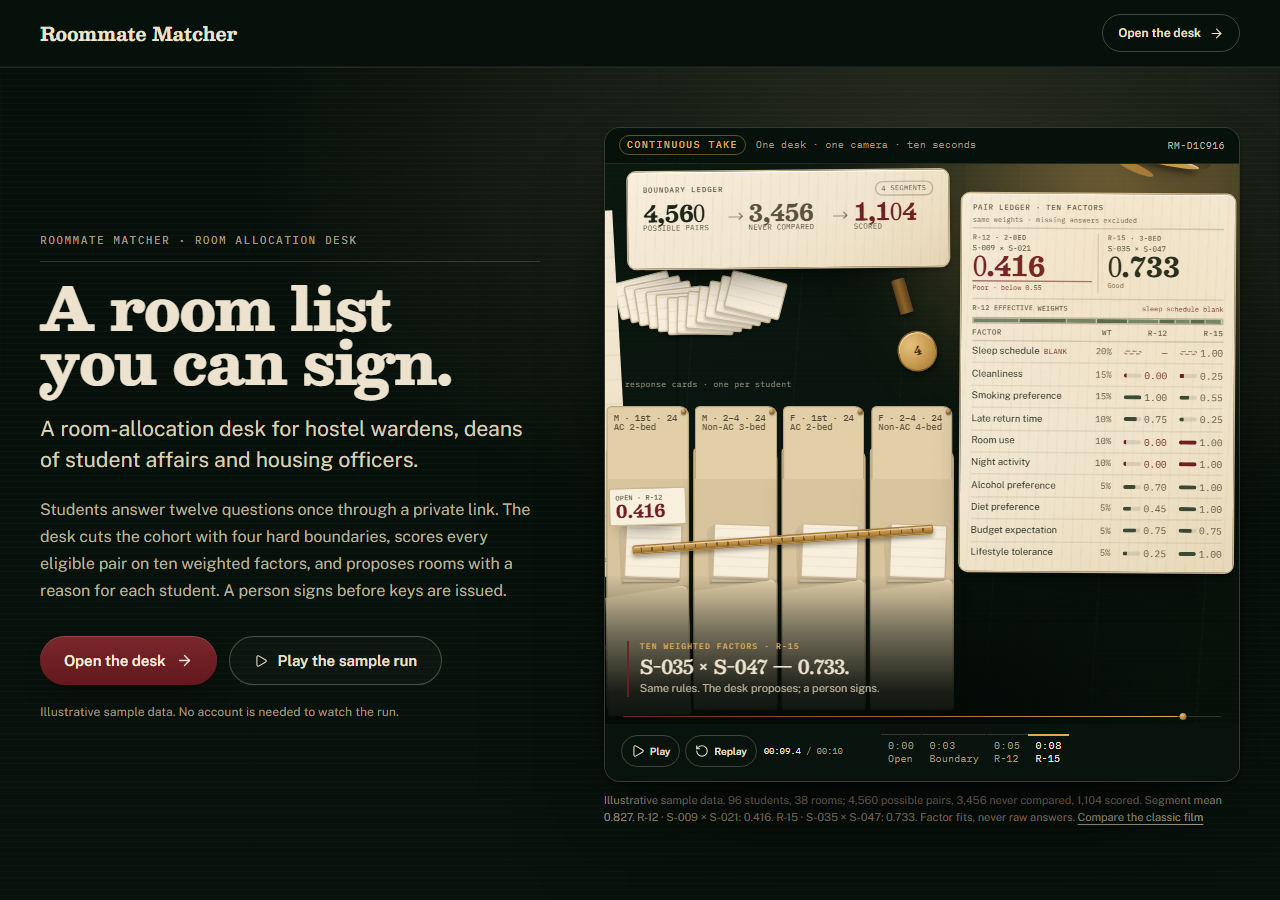 Roommate Matcher
Open the desk
ROOMMATE MATCHER · ROOM ALLOCATION DESK
A room list
you can sign.
A room-allocation desk for hostel wardens, deans
of student affairs and housing officers.
Students answer twelve questions once through a private link. The
desk cuts the cohort with four hard boundaries, scores every
eligible pair on ten weighted factors, and proposes rooms with a
reason for each student. A person signs before keys are issued.
Open the desk
Play the sample run
Illustrative sample data. No account is needed to watch the run.
CONTINUOUS TAKE
One desk · one camera · ten seconds
RM-D1C916
BOUNDARY LEDGER
4 SEGMENTS
4,560 → 3,456 → 1,104
POSSIBLE PAIRS NEVER COMPARED SCORED
4
response cards · one per student
M · 1st · 24
AC 2-bed
M · 2–4 · 24
Non-AC 3-bed
F · 1st · 24
AC 2-bed
F · 2–4 · 24
Non-AC 4-bed
OPEN · R-12
0.416
PAIR LEDGER · TEN FACTORS
same weights · missing answers excluded
R-12 · 2-BED
S-009 × S-021
0.416
Poor · below 0.55
R-15 · 3-BED
S-035 × S-047
0.733
Good
R-12 EFFECTIVE WEIGHTS sleep schedule blank
FACTOR WT R-12 R-15
Sleep schedule BLANK 20% — 1.00
Cleanliness 15% 0.00 0.25
Smoking preference 15% 1.00 0.55
Late return time 10% 0.75 0.25
Room use 10% 0.00 1.00
Night activity 10% 0.00 1.00
Alcohol preference 5% 0.70 1.00
Diet preference 5% 0.45 1.00
Budget expectation 5% 0.75 0.75
Lifestyle tolerance 5% 0.25 1.00
TEN WEIGHTED FACTORS · R-15
S-035 × S-047 — 0.733.
Same rules. The desk proposes; a person signs.
Play
Replay
00:09.4 / 00:10
0:00 0:03 0:05 0:08
Open Boundary R-12 R-15
Illustrative sample data. 96 students, 38 rooms; 4,560 possible pairs, 3,456 never compared, 1,104 scored. Segment mean
0.827. R-12 · S-009 × S-021: 0.416. R-15 · S-035 × S-047: 0.733. Factor fits, never raw answers. Compare the classic film